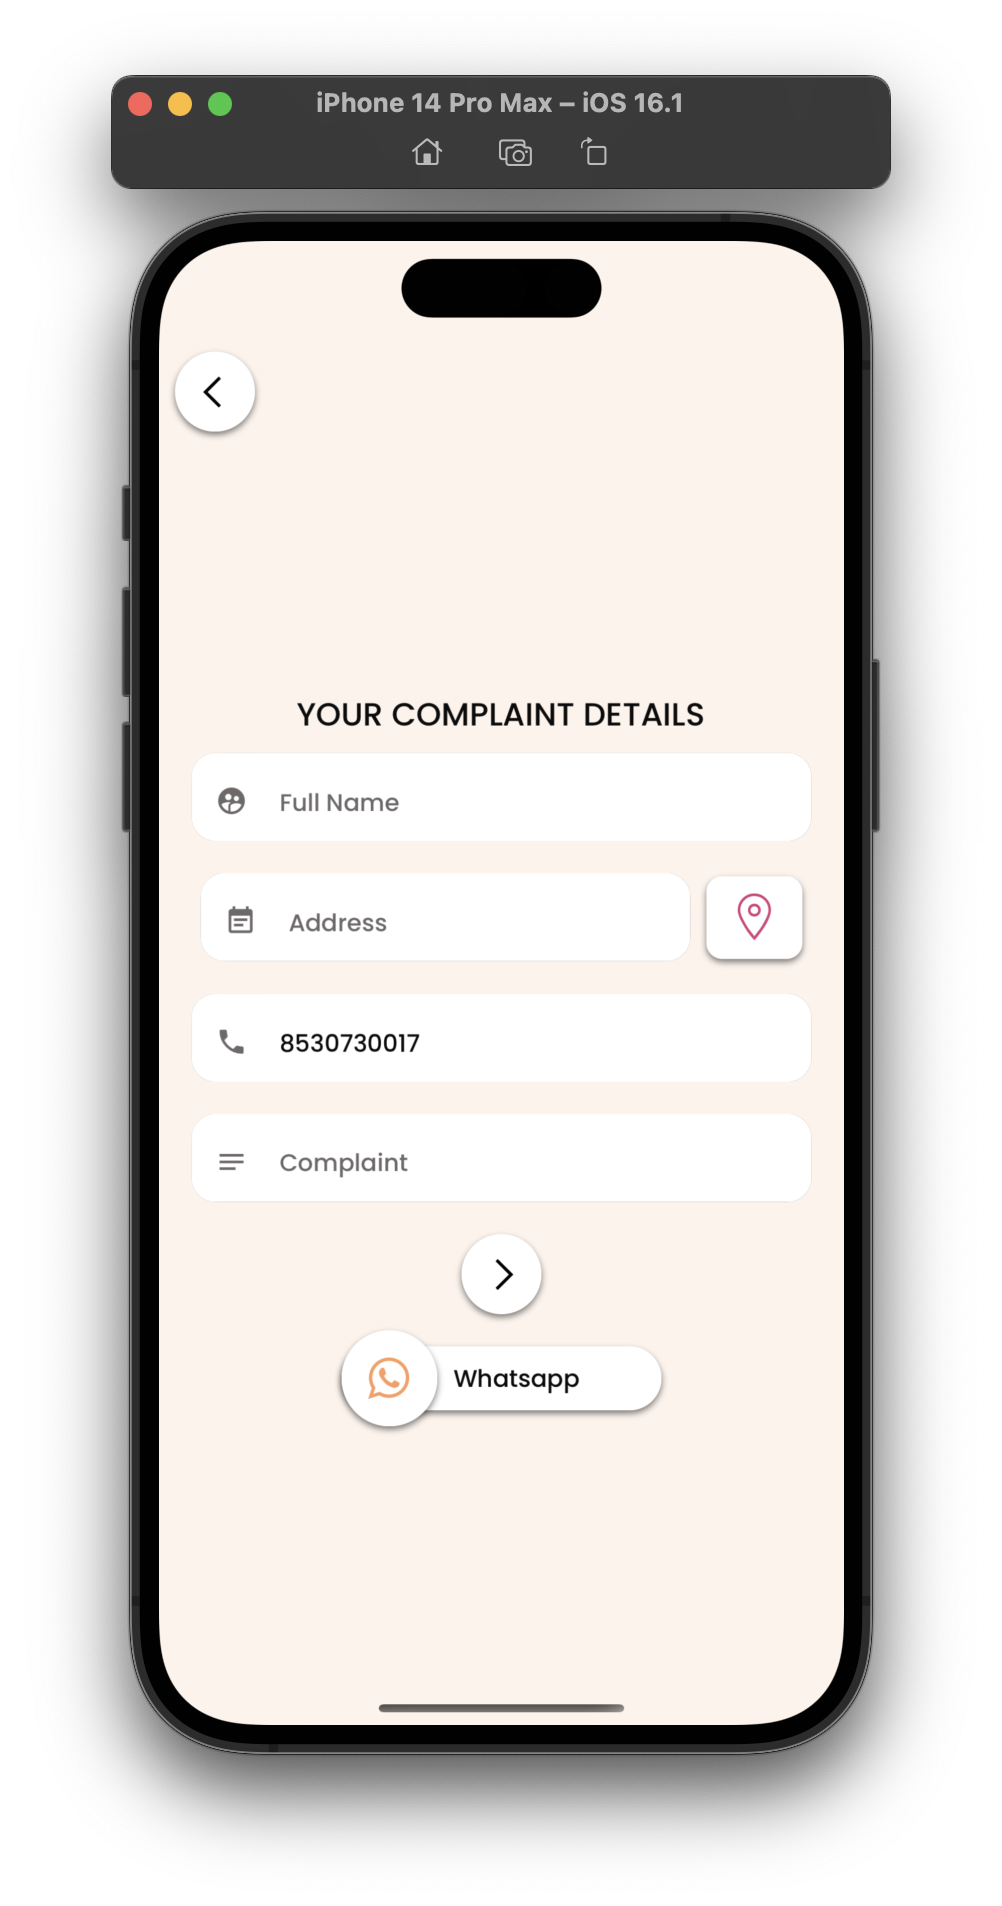 iPhone 14 Pro Max – iOS 16.1
YOUR COMPLAINT DETAILS
Full Name
Address
8530730017
Complaint
Whatsapp